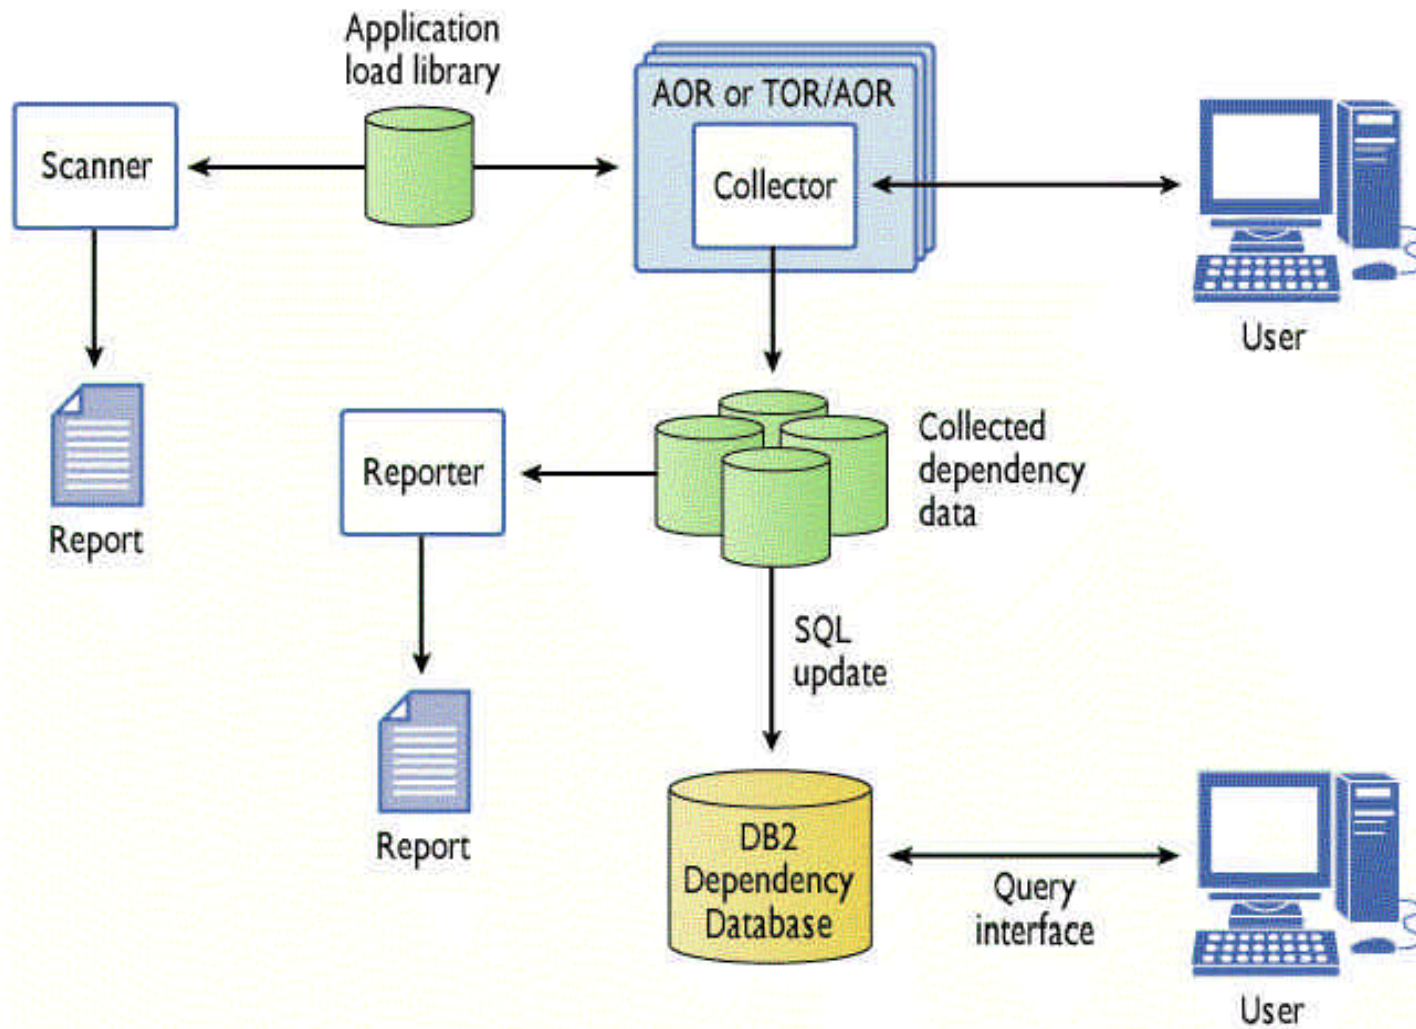 Application
load library
AOR or TOR/AOR
Scanner
Collector
User
Collected
dependency
data
Reporter
Report
SQL
update
Report
DB2
Dependency
Database
Query
interface
User